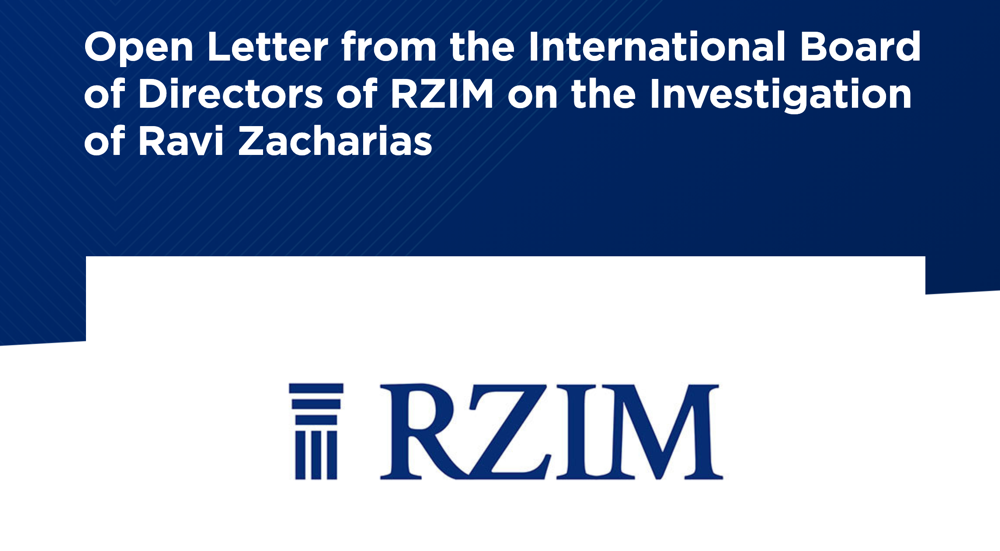 Open Letter from the International Board
of Directors of RZIM on the Investigation
of Ravi Zacharias
RZIM